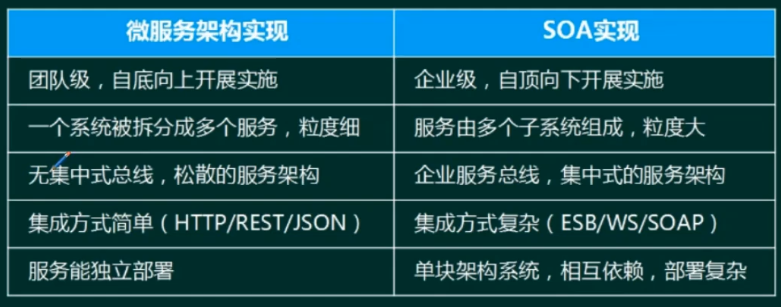 微服务架构实现 SOA实现
团队级，自底向上开展实施 企业级，自顶向下开展实施
一个系统被拆分成多个服务，粒度细 服务由多个子系统组成，粒度大
无集中式总线，松散的服务架构 企业服务总线，集中式的服务架构
集成方式简单（HTTP/REST/JSON） 集成方式复杂（ESB/WS/SOAP）
服务能独立部署 单块架构系统，相互依赖，部署复杂